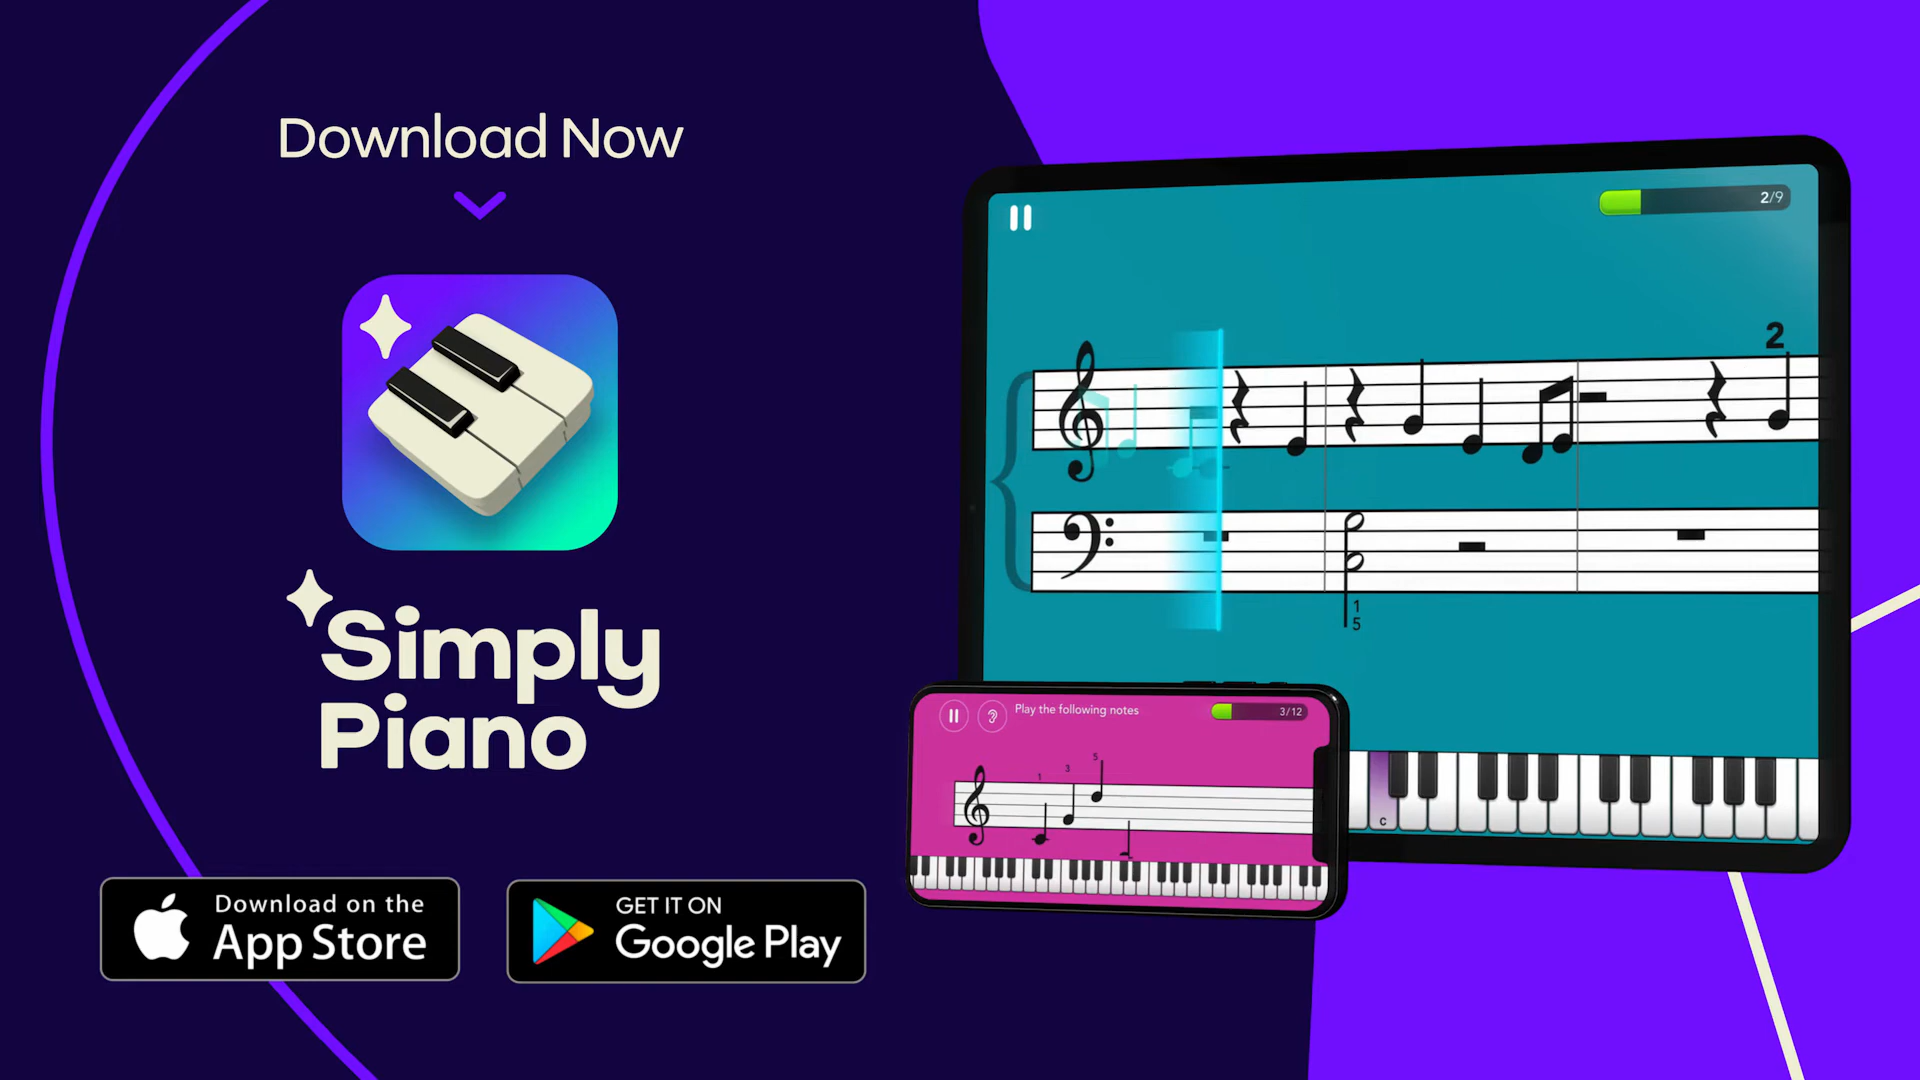 Download Now
Simply
Piano
Download on the
App Store
GET IT ON
Google Play
2/9
2
1
5
C
Play the following notes
3/12
1
3
5